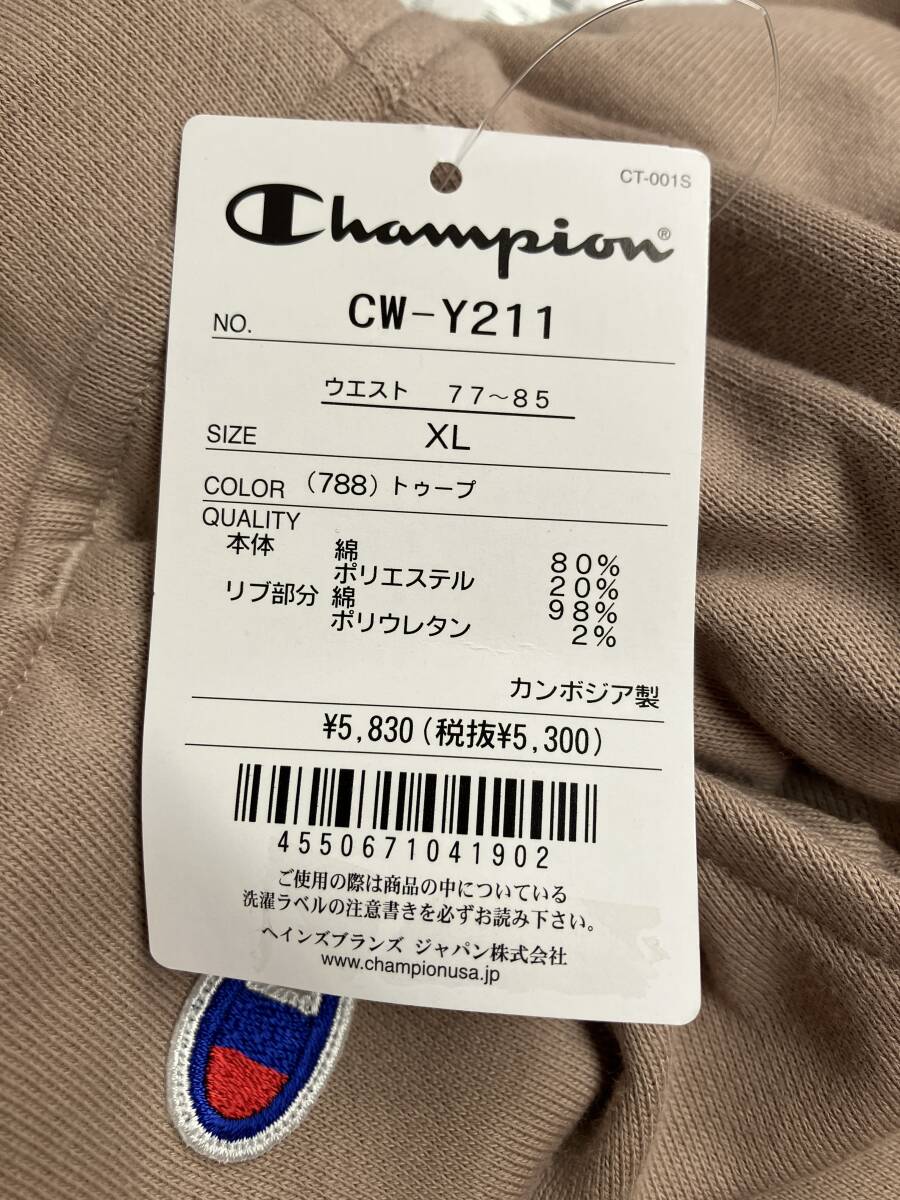 CT-001S
Champion®
NO. CW-Y211
ウエスト 77~85
SIZE XL
COLOR (788)トゥープ
QUALITY
本体 綿 80%
ポリエステル 20%
リブ部分 綿 98%
ポリウレタン 2%
カンボジア製
¥5,830(税抜¥5,300)
4550671041902
ご使用の際は商品の中についている
洗濯ラベルの注意書きを必ずお読み下さい。
ヘインズブランズ ジャパン株式会社
www.championusa.jp